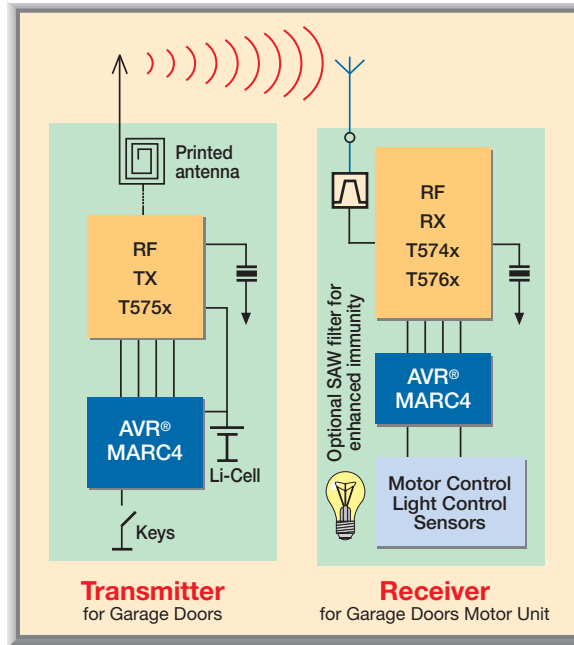 Printed
antenna
RF
TX
T575x
AVR®
MARC4
Li-Cell
Keys
Transmitter
for Garage Doors
RF
RX
T574x
T576x
Optional SAW filter for
enhanced immunity
AVR®
MARC4
Motor Control
Light Control
Sensors
Receiver
for Garage Doors Motor Unit